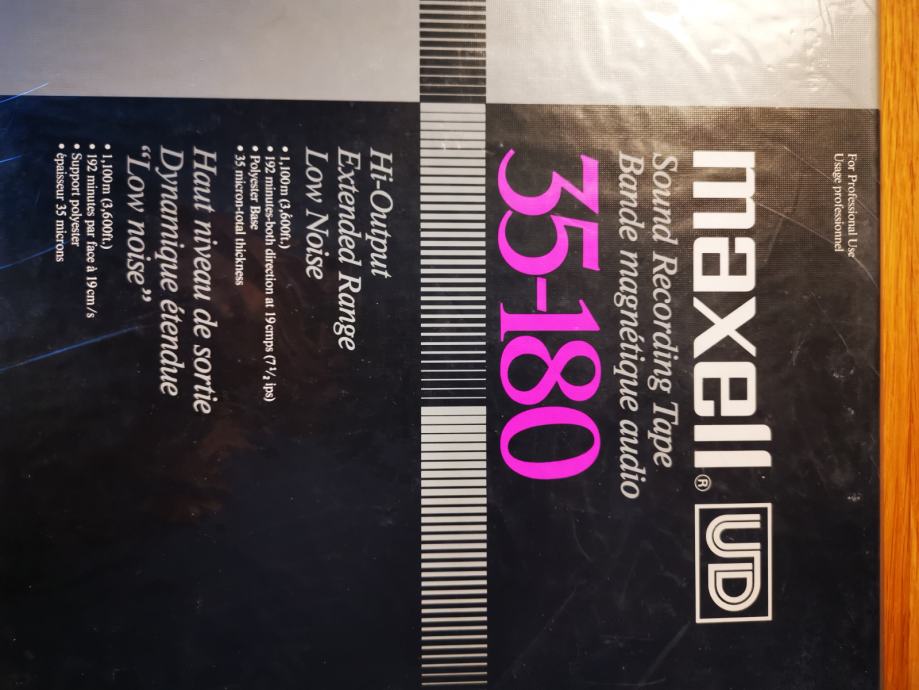 For Professional Use
Usage professionnel
maxell® UD
Sound Recording Tape
Bande magnétique audio
35-180
Hi-Output
Extended Range
Low Noise
• 1,100m (3,600ft.)
• 192 minutes-both direction at 19cmps (7½ ips)
• Polyester Base
• 35 micron-total thickness
Haut niveau de sortie
Dynamique étendue
“Low noise”
• 1,100m (3,600ft.)
• 192 minutes par face à 19cm/s
• Support polyester
• épaisseur 35 microns